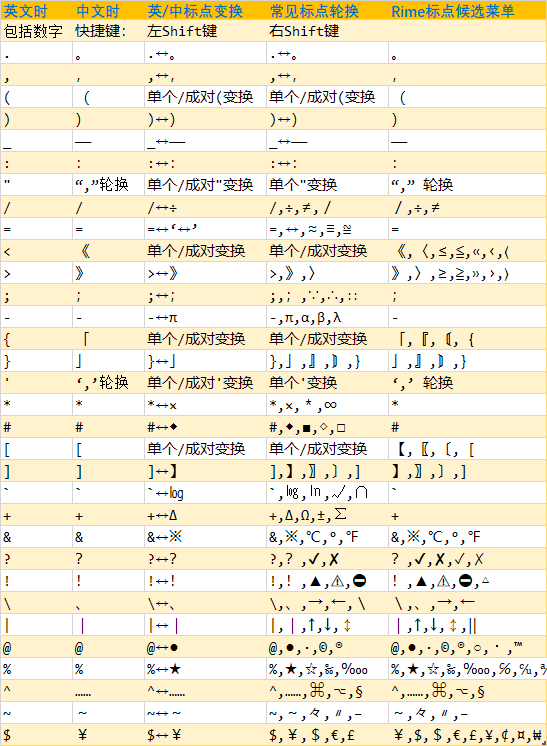 英文时 中文时 英/中标点变换 常见标点轮换 Rime标点候选菜单
包括数字 快捷键： 左Shift键 右Shift键
. 。 .↔。 .↔。 。
, ， ,↔， ,↔， ，
( （ 单个/成对(变换 单个/成对(变换 （
) ） )↔） )↔） ）
_ —— _↔—— _↔—— ——
: ： :↔： :↔： ：
" “,”轮换 单个/成对"变换 单个"变换 “,” 轮换
/ / /↔÷ /,÷,≠,／ ／,÷,≠
= = =↔‘↔’ =,↔,≈,≡,≌ =
< 《 单个/成对变换 单个/成对变换 《,〈,≤,≦,«,‹,⟨
> 》 >↔》 >,》,〉 》,〉,≥,≧,»,›,⟩
; ； ;↔； ;,；,∵,∴,∷ ；
- - -↔π -,π,α,β,λ -
{ 「 单个/成对变换 单个/成对变换 「,『,〘,｛
} 」 }↔」 },」,』,〙,｝ 」,』,〙,｝
' ‘,’轮换 单个/成对'变换 单个'变换 ‘,’ 轮换
* * *↔× *,×,＊,∞ *
# # #↔◆ #,◆,■,◇,□ #
[ [ 单个/成对变换 单个/成对变换 【,〖,〔,［
] ] ]↔】 ],】,〗,〕,］ 】,〗,〕,］
` ` `↔㏒ `,㏒,㏑,√,∩ `
+ + +↔Δ +,Δ,Ω,±,∑ +
& & &↔※ &,※,℃,°,℉ &,※,℃,°,℉
? ？ ?↔？ ?,？,✔,✘ ？,✔,✘,✓,✗
! ！ !↔！ !,！,▲,⚠,⛔ ！,▲,⚠,⛔,△
\ 、 \↔、 \,、,→,←,＼ ＼,、,→,←
| ｜ |↔｜ |,｜,↑,↓,↕ ｜,↑,↓,↕,‖
@ @ @↔● @,●,·,©,® @,●,·,©,®,○,・,™
% % %↔★ %,★,☆,‰,‱ %,★,☆,‰,‱,℅,℆
^ …… ^↔…… ^,……,⌘,⌥,§ ^,……,⌘,⌥,§
~ ～ ~↔～ ~,～,々,〃,– ～,々,〃,–
$ ￥ $↔￥ $,￥,＄,€,£ ￥,$,＄,€,£,¥,¢,¤,₩